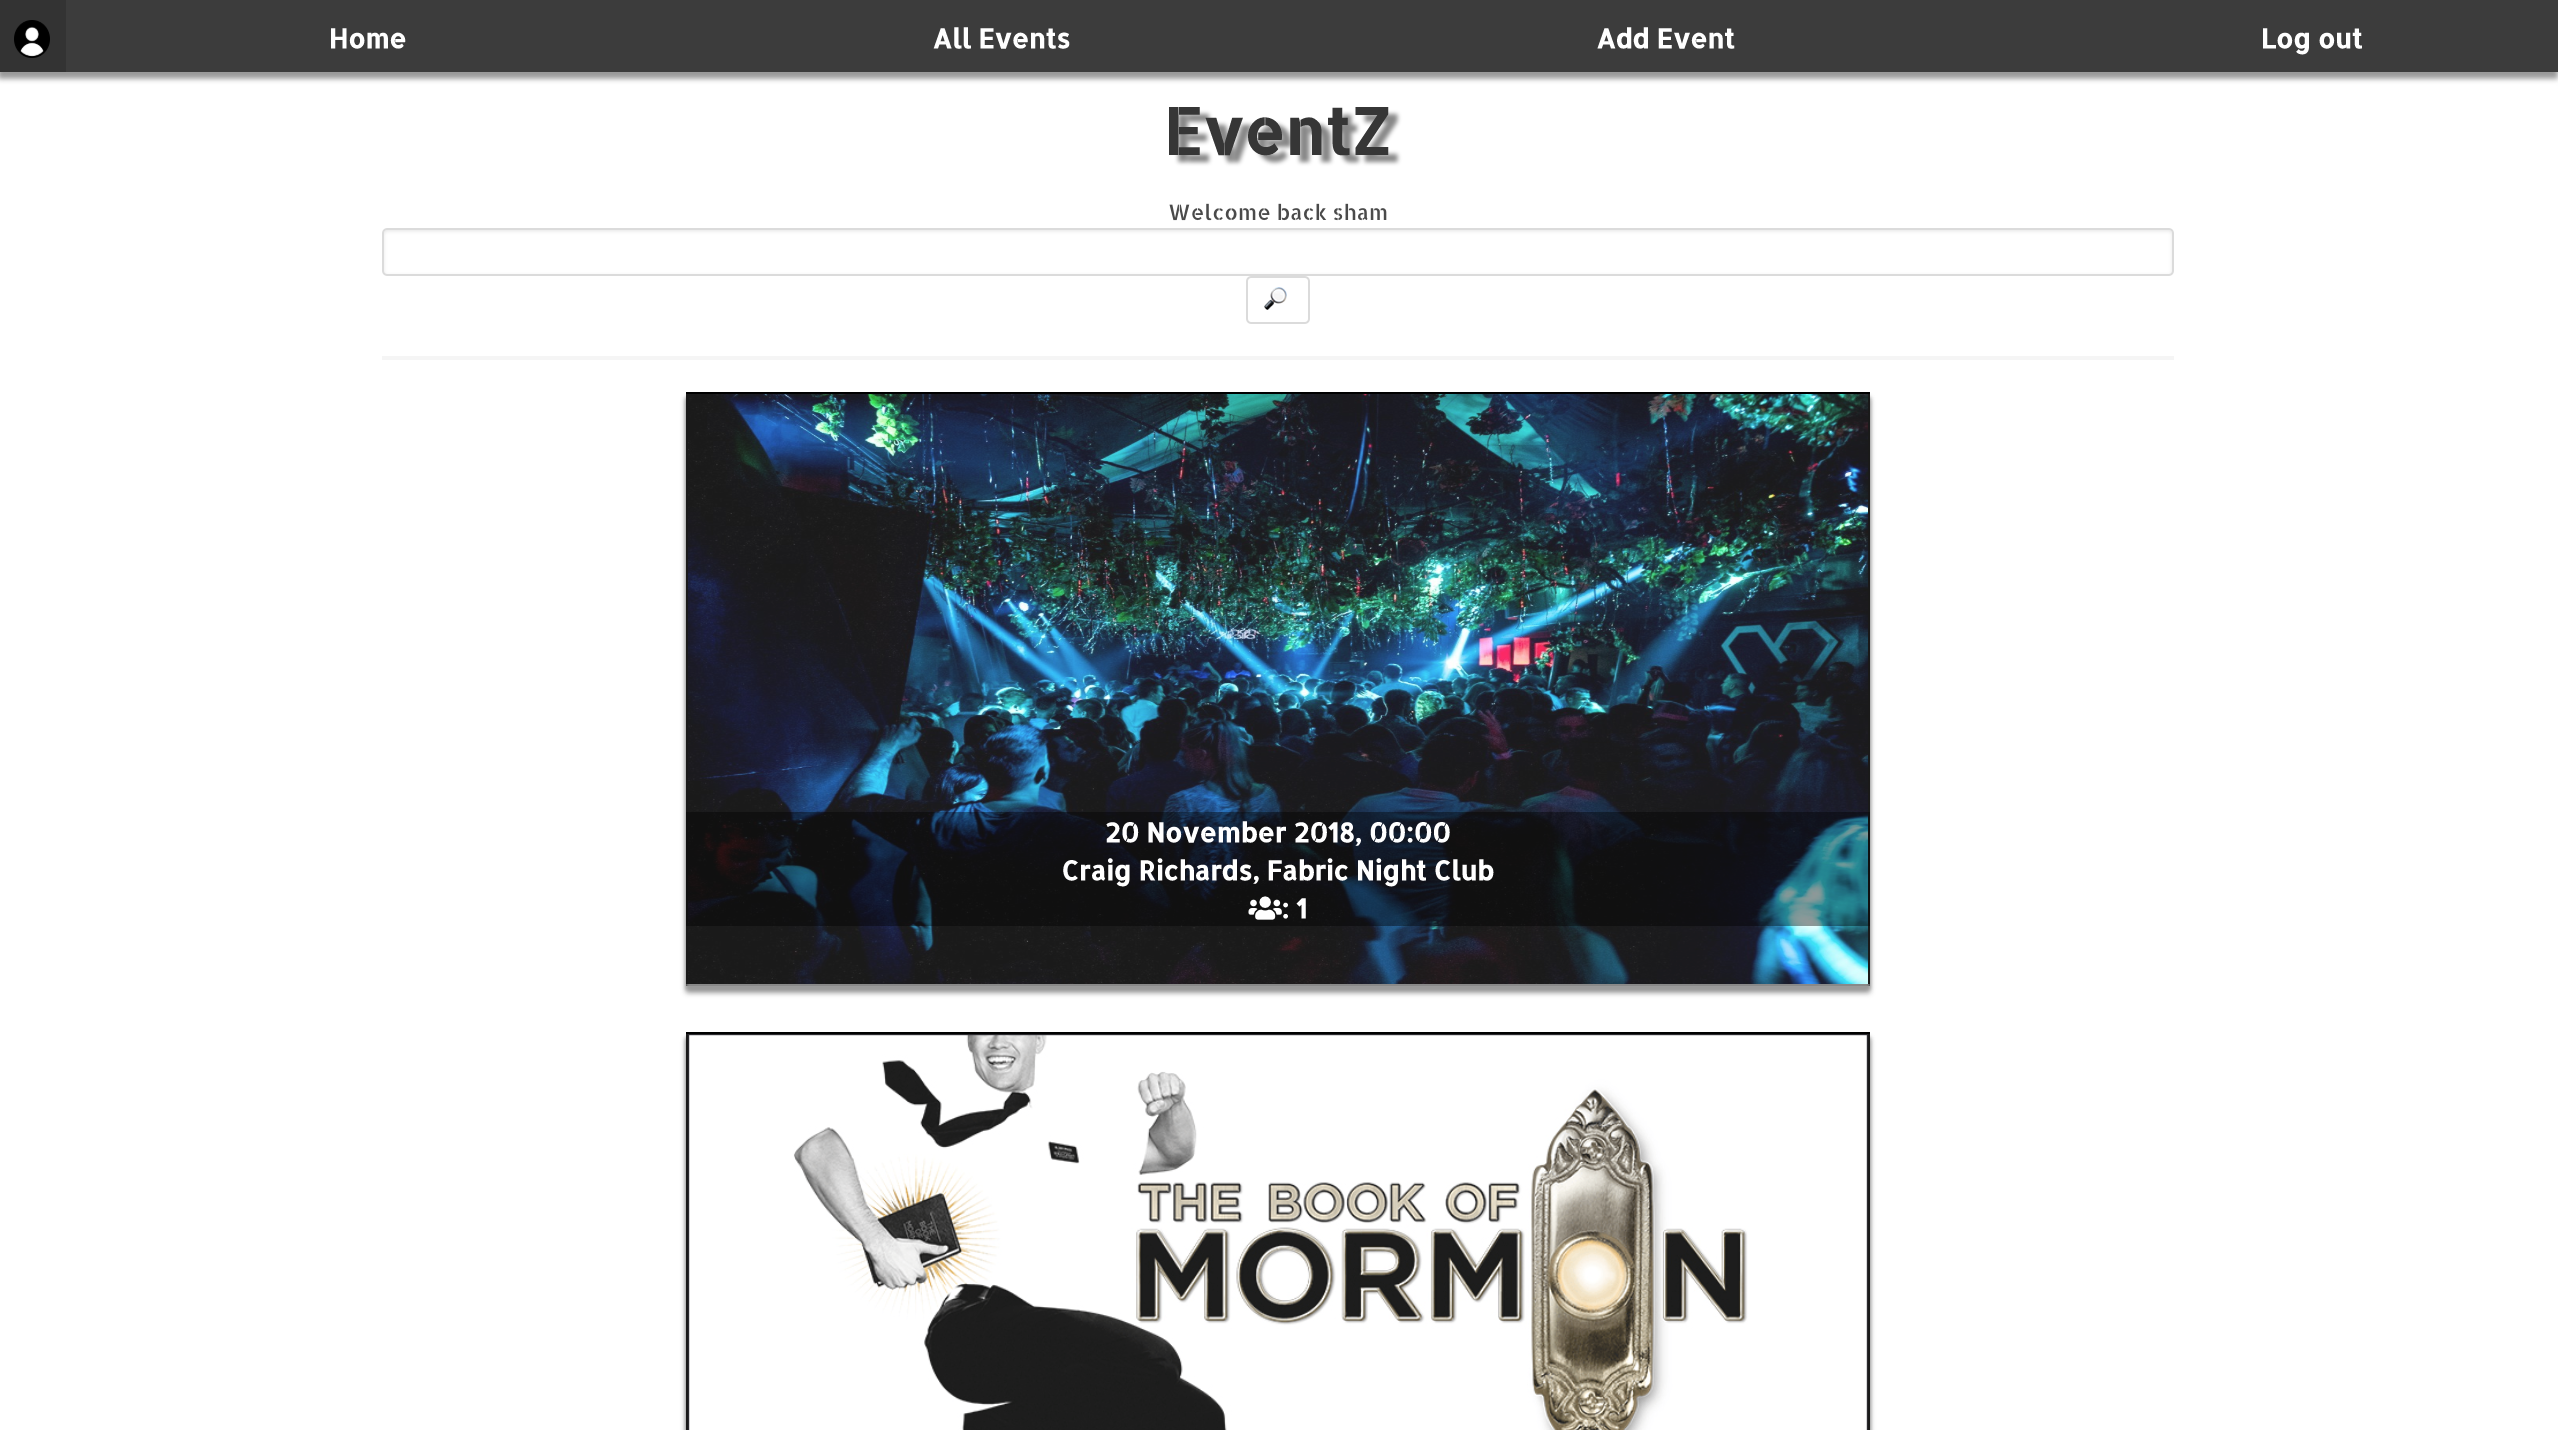 Home
All Events
Add Event
Log out
EventZ
Welcome back sham
20 November 2018, 00:00
Craig Richards, Fabric Night Club
: 1
THE BOOK OF
MORMON